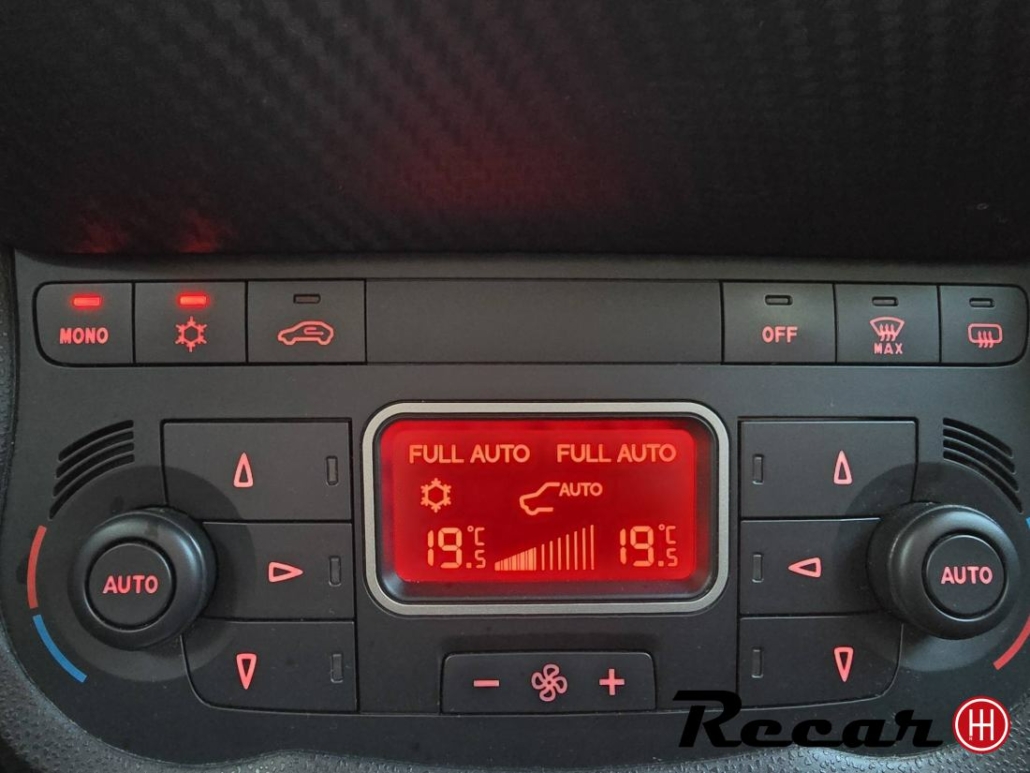 MONO
OFF
MAX
FULL AUTO FULL AUTO
AUTO
19.5°C 19.5°C
AUTO
AUTO
- +
Recar